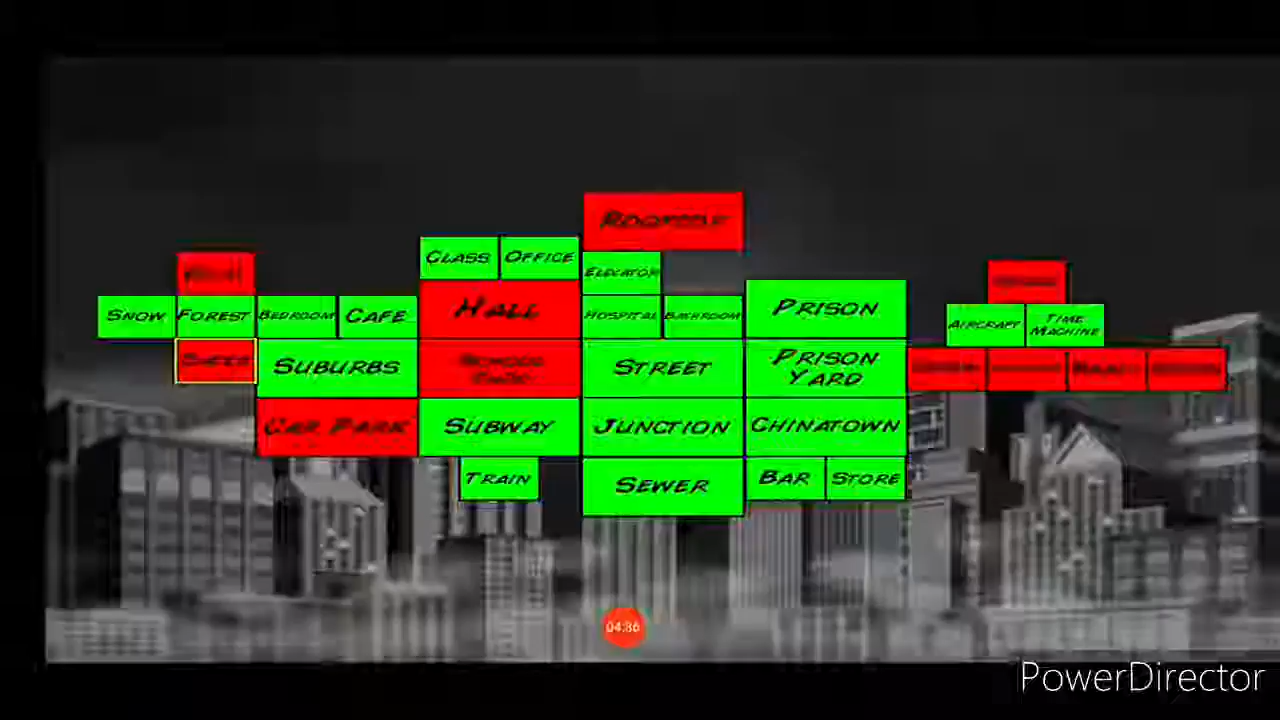 ROOFTOP
CLASS OFFICE
ELEVATOR
HALL
PRISON
SNOW FOREST BEDROOM CAFE
HOSPITAL BATHROOM
AIRCRAFT
TIME
MACHINE
SUBURBS
STREET
PRISON
YARD
CAR PARK
SUBWAY
JUNCTION
CHINATOWN
TRAIN
SEWER
BAR STORE
04:36
PowerDirector